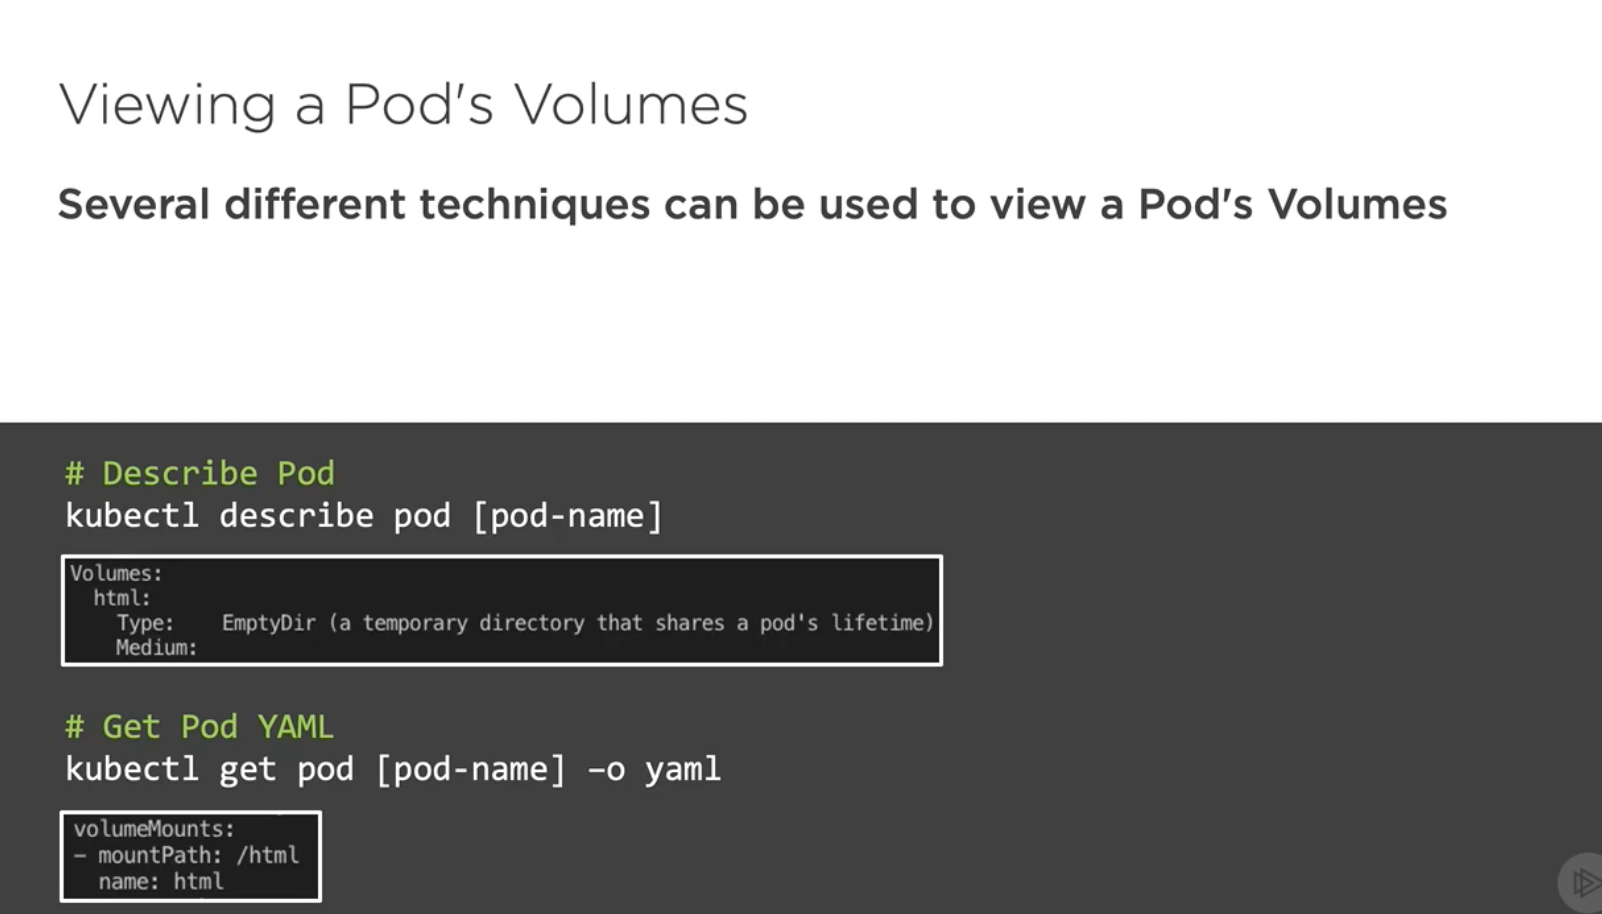 Viewing a Pod's Volumes
Several different techniques can be used to view a Pod's Volumes
# Describe Pod
kubectl describe pod [pod-name]
Volumes:
  html:
    Type:    EmptyDir (a temporary directory that shares a pod's lifetime)
    Medium:
# Get Pod YAML
kubectl get pod [pod-name] –o yaml
volumeMounts:
– mountPath: /html
  name: html